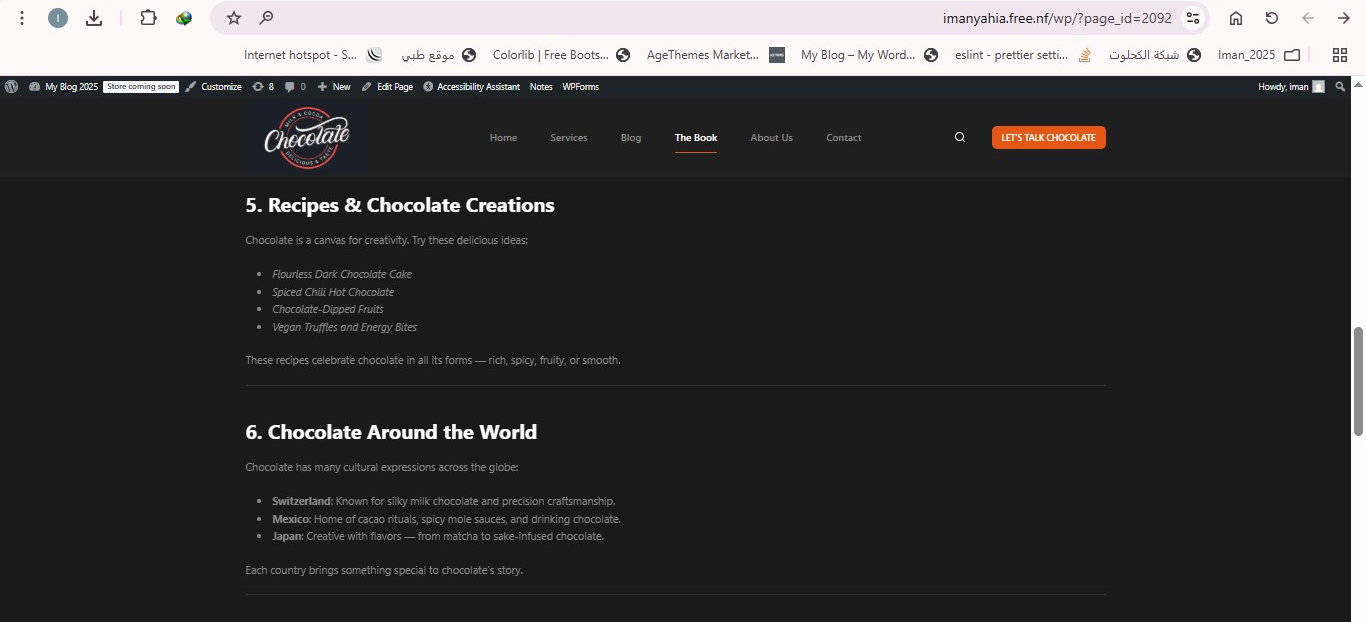 I
imanyahia.free.nf/wp/?page_id=2092
Internet hotspot - S...
موقع طبي
Colorlib | Free Boots...
AgeThemes Market...
My Blog – My Word...
eslint - prettier setti...
شبكة الكحلوت
Iman_2025
My Blog 2025
Store coming soon
Customize
8
0
New
Edit Page
Accessibility Assistant
Notes
WPForms
Howdy, iman
MILK & COCOA
Chocolate
DELICIOUS & TASTE
Home
Services
Blog
The Book
About Us
Contact
LET'S TALK CHOCOLATE
5. Recipes & Chocolate Creations
Chocolate is a canvas for creativity. Try these delicious ideas:
• Flourless Dark Chocolate Cake
• Spiced Chili Hot Chocolate
• Chocolate-Dipped Fruits
• Vegan Truffles and Energy Bites
These recipes celebrate chocolate in all its forms — rich, spicy, fruity, or smooth.
6. Chocolate Around the World
Chocolate has many cultural expressions across the globe:
• Switzerland: Known for silky milk chocolate and precision craftsmanship.
• Mexico: Home of cacao rituals, spicy mole sauces, and drinking chocolate.
• Japan: Creative with flavors — from matcha to sake-infused chocolate.
Each country brings something special to chocolate's story.